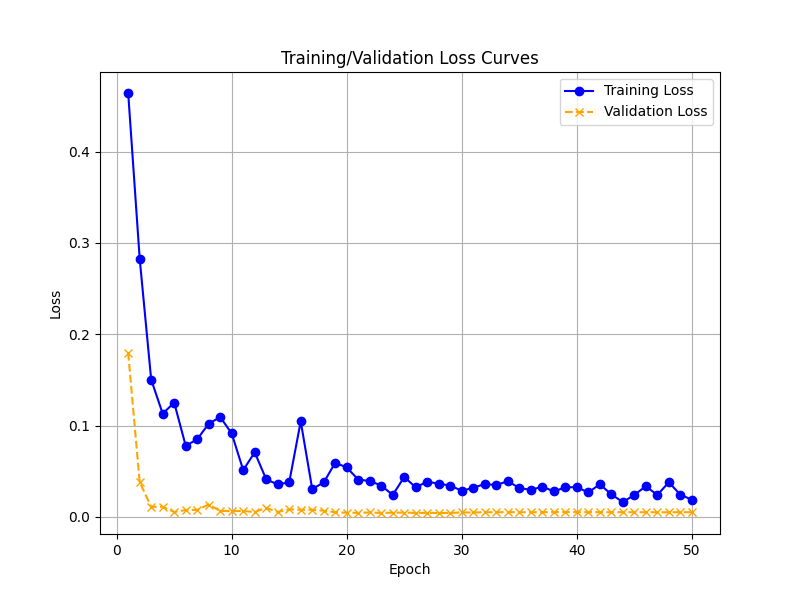 Training/Validation Loss Curves
Training Loss
Validation Loss
Loss
0.4
0.3
0.2
0.1
0.0
0 10 20 30 40 50
Epoch